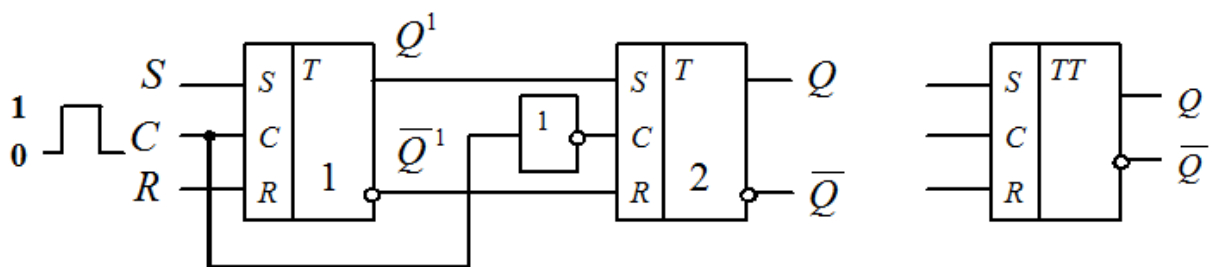 Q¹
S S T S T Q S TT Q
1
0
C C 1 C C
Q̅¹ Q̅
R R 1 R 2 Q̅ R